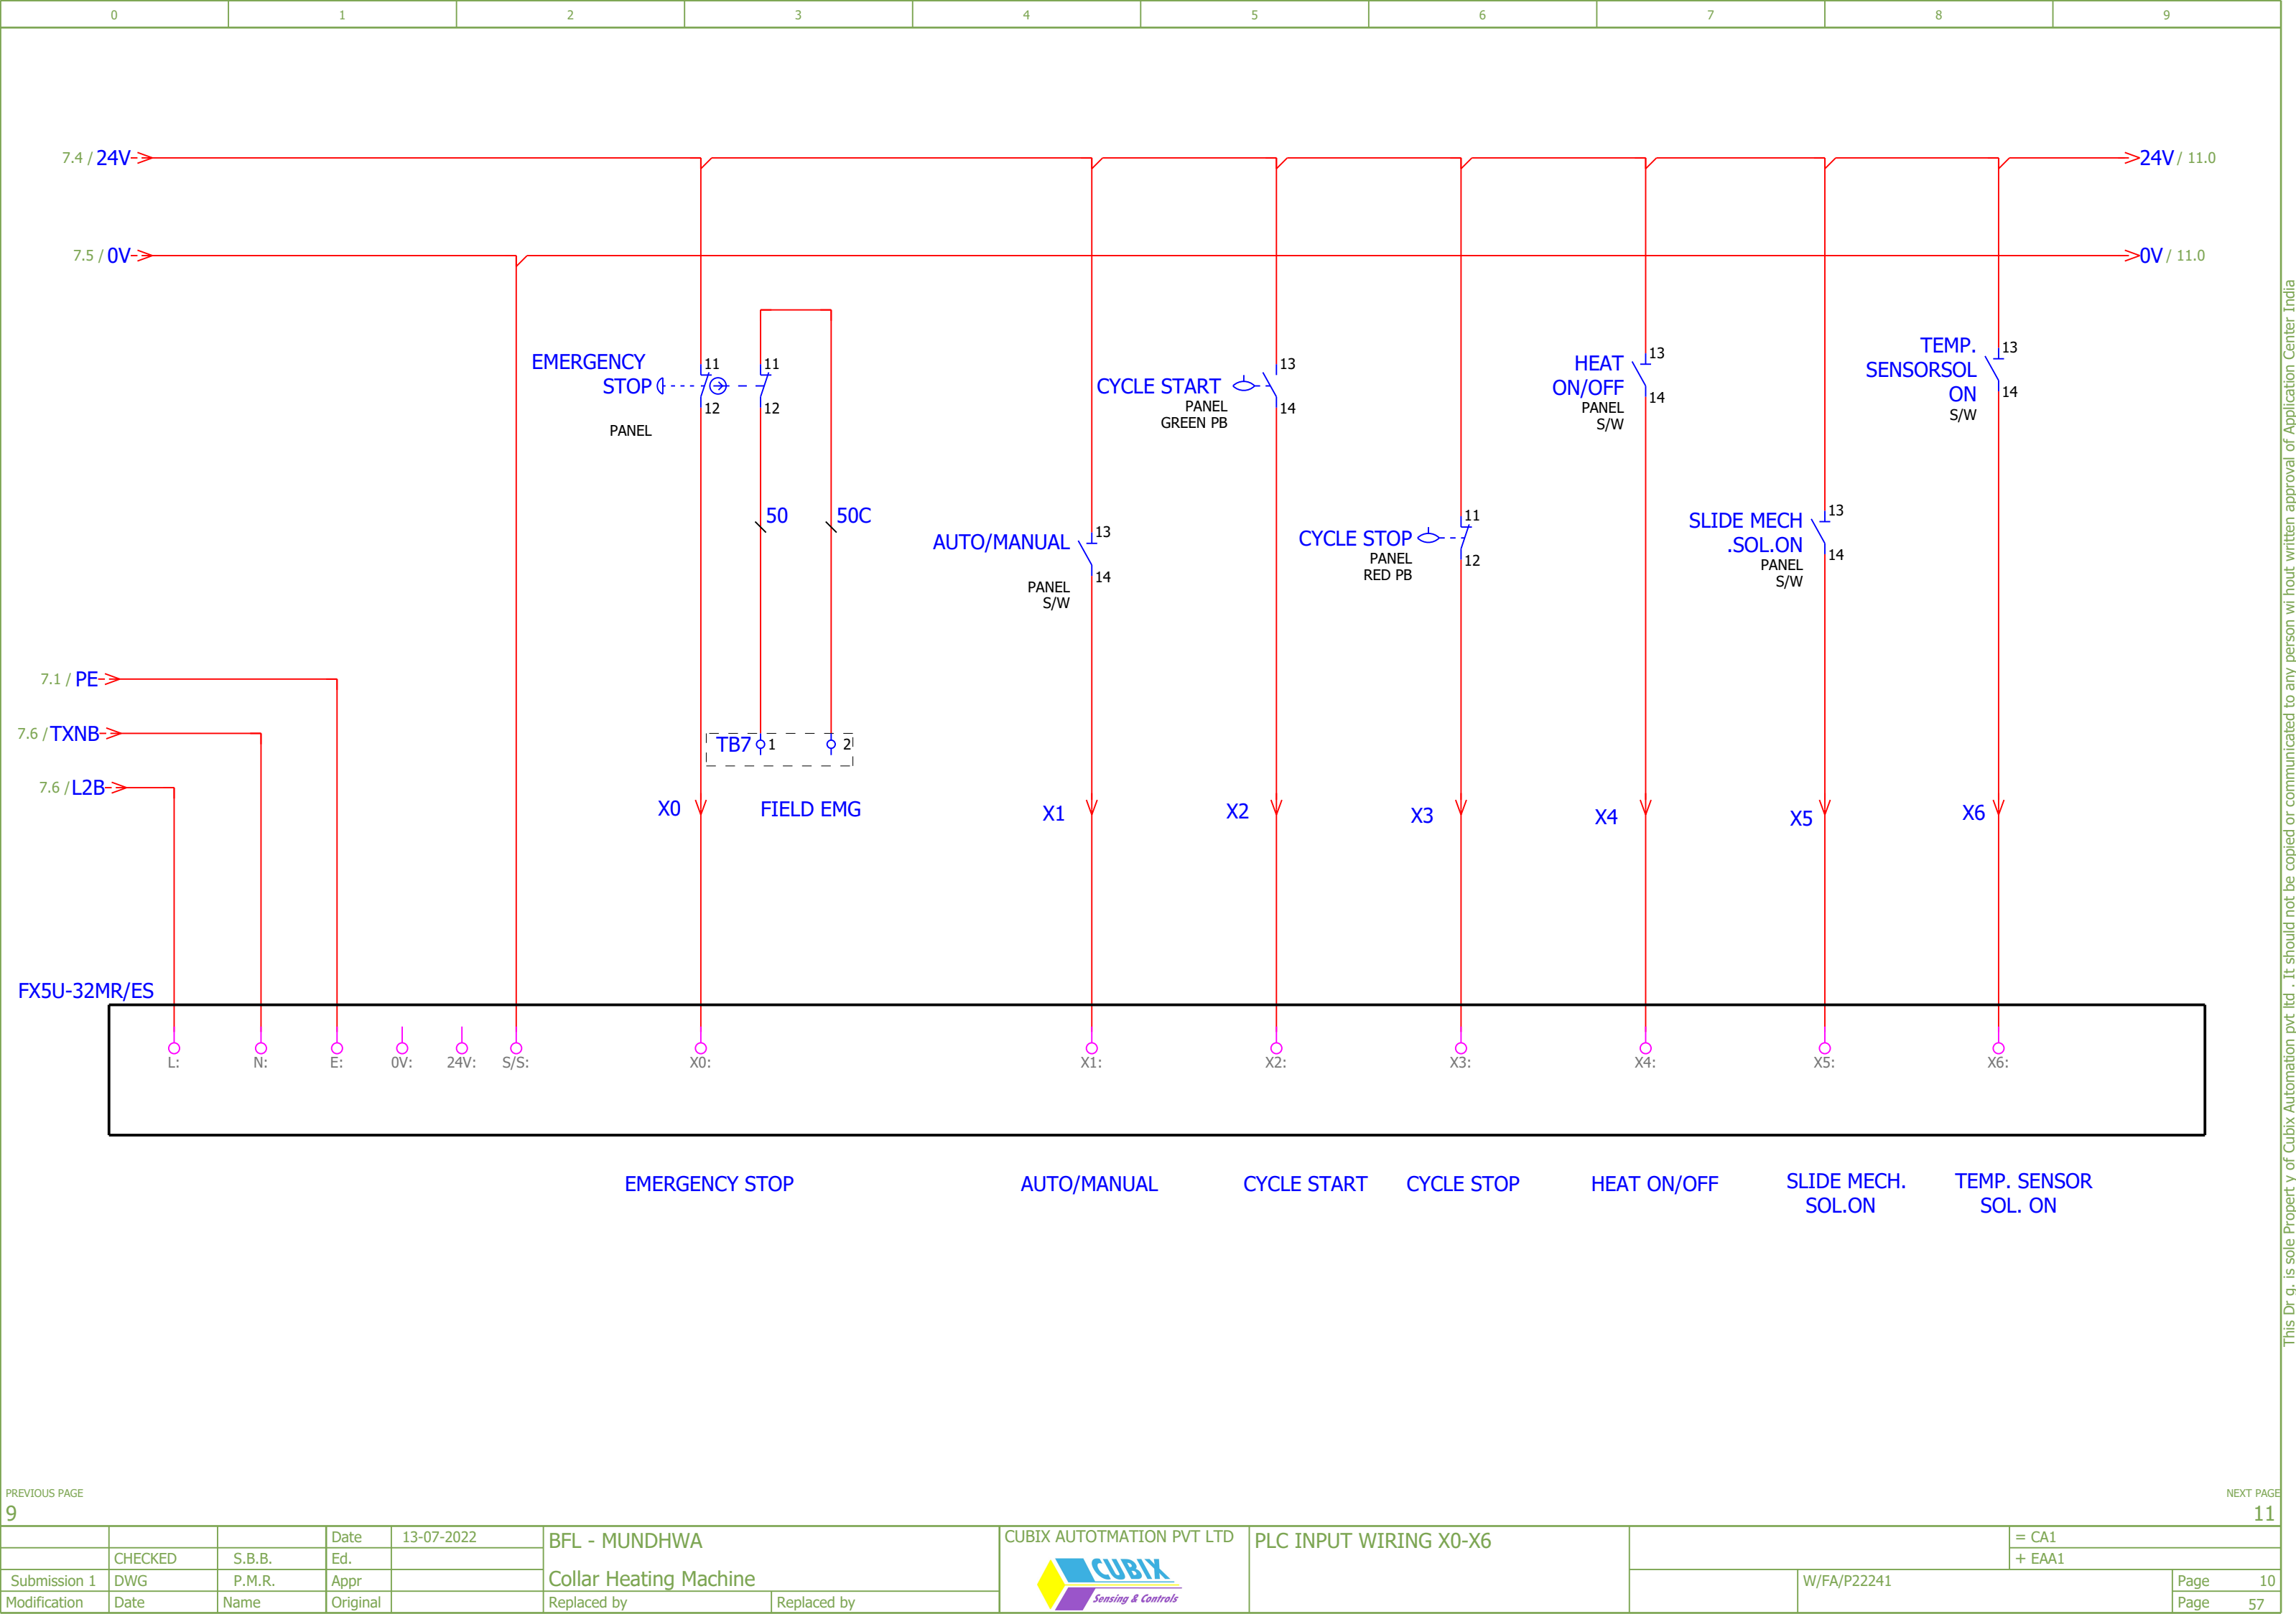 0 1 2 3 4 5 6 7 8 9
7.4 / 24V
24V / 11.0
7.5 / 0V
0V / 11.0
EMERGENCY
STOP
PANEL
11
12
11
12
50
50C
AUTO/MANUAL
PANEL
S/W
13
14
CYCLE START
PANEL
GREEN PB
13
14
CYCLE STOP
PANEL
RED PB
11
12
HEAT
ON/OFF
PANEL
S/W
13
14
SLIDE MECH
.SOL.ON
PANEL
S/W
13
14
TEMP.
SENSORSOL
ON
S/W
13
14
7.1 / PE
7.6 / TXNB
7.6 / L2B
TB7 1 2
X0 FIELD EMG X1 X2 X3 X4 X5 X6
FX5U-32MR/ES
L: N: E: 0V: 24V: S/S: X0: X1: X2: X3: X4: X5: X6:
EMERGENCY STOP
AUTO/MANUAL
CYCLE START
CYCLE STOP
HEAT ON/OFF
SLIDE MECH.
SOL.ON
TEMP. SENSOR
SOL. ON
This Dr g. is sole Propert y of Cubix Automation pvt ltd . It should not be copied or communicated to any person wi hout written approval of Application Center India
PREVIOUS PAGE
9
NEXT PAGE
11
Date 13-07-2022
CHECKED S.B.B. Ed.
Submission 1 DWG P.M.R. Appr
Modification Date Name Original
BFL - MUNDHWA
Collar Heating Machine
Replaced by Replaced by
CUBIX AUTOTMATION PVT LTD
CUBIX
Sensing & Controls
PLC INPUT WIRING X0-X6
= CA1
+ EAA1
W/FA/P22241
Page 10
Page 57